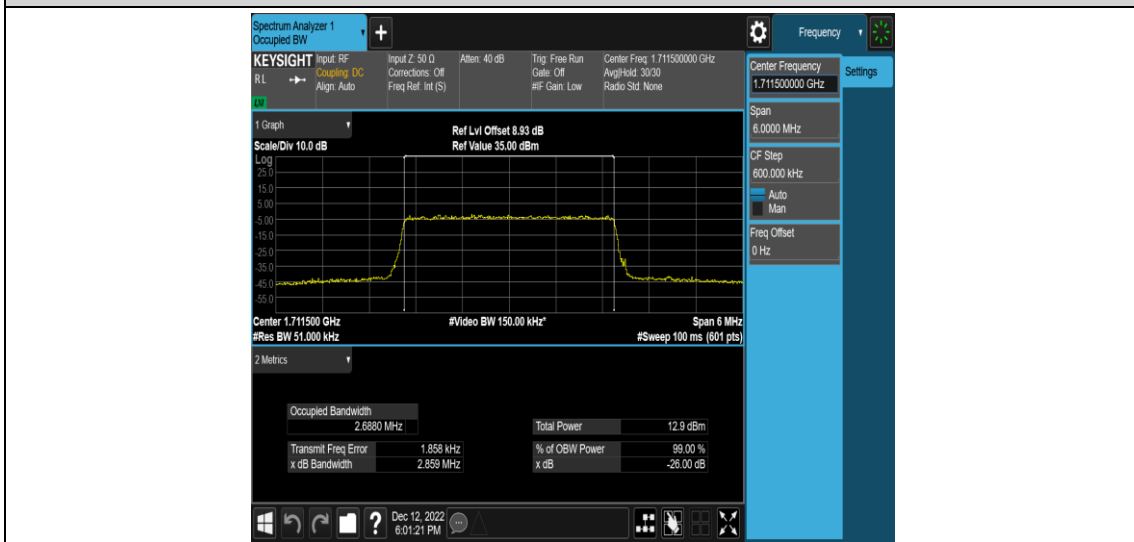 Spectrum Analyzer 1
Occupied BW
Frequency
KEYSIGHT
Input: RF
Coupling: DC
Align: Auto
Input Z: 50 Ω
Corrections: Off
Freq Ref: Int (S)
Atten: 40 dB
Trig: Free Run
Gate: Off
#IF Gain: Low
Center Freq: 1.711500000 GHz
Avg|Hold: 30/30
Radio Std: None
RL
Center Frequency
1.711500000 GHz
Settings
Span
6.0000 MHz
CF Step
600.000 kHz
Auto
Man
Freq Offset
0 Hz
1 Graph
Scale/Div 10.0 dB
Ref Lvl Offset 8.93 dB
Ref Value 35.00 dBm
Log
25.0
15.0
5.00
-5.00
-15.0
-25.0
-35.0
-45.0
-55.0
Center 1.711500 GHz
#Video BW 150.00 kHz*
Span 6 MHz
#Res BW 51.000 kHz
#Sweep 100 ms (601 pts)
2 Metrics
Occupied Bandwidth
2.6880 MHz
Total Power 12.9 dBm
Transmit Freq Error 1.858 kHz
% of OBW Power 99.00 %
x dB Bandwidth 2.859 MHz
x dB -26.00 dB
Dec 12, 2022
6:01:21 PM